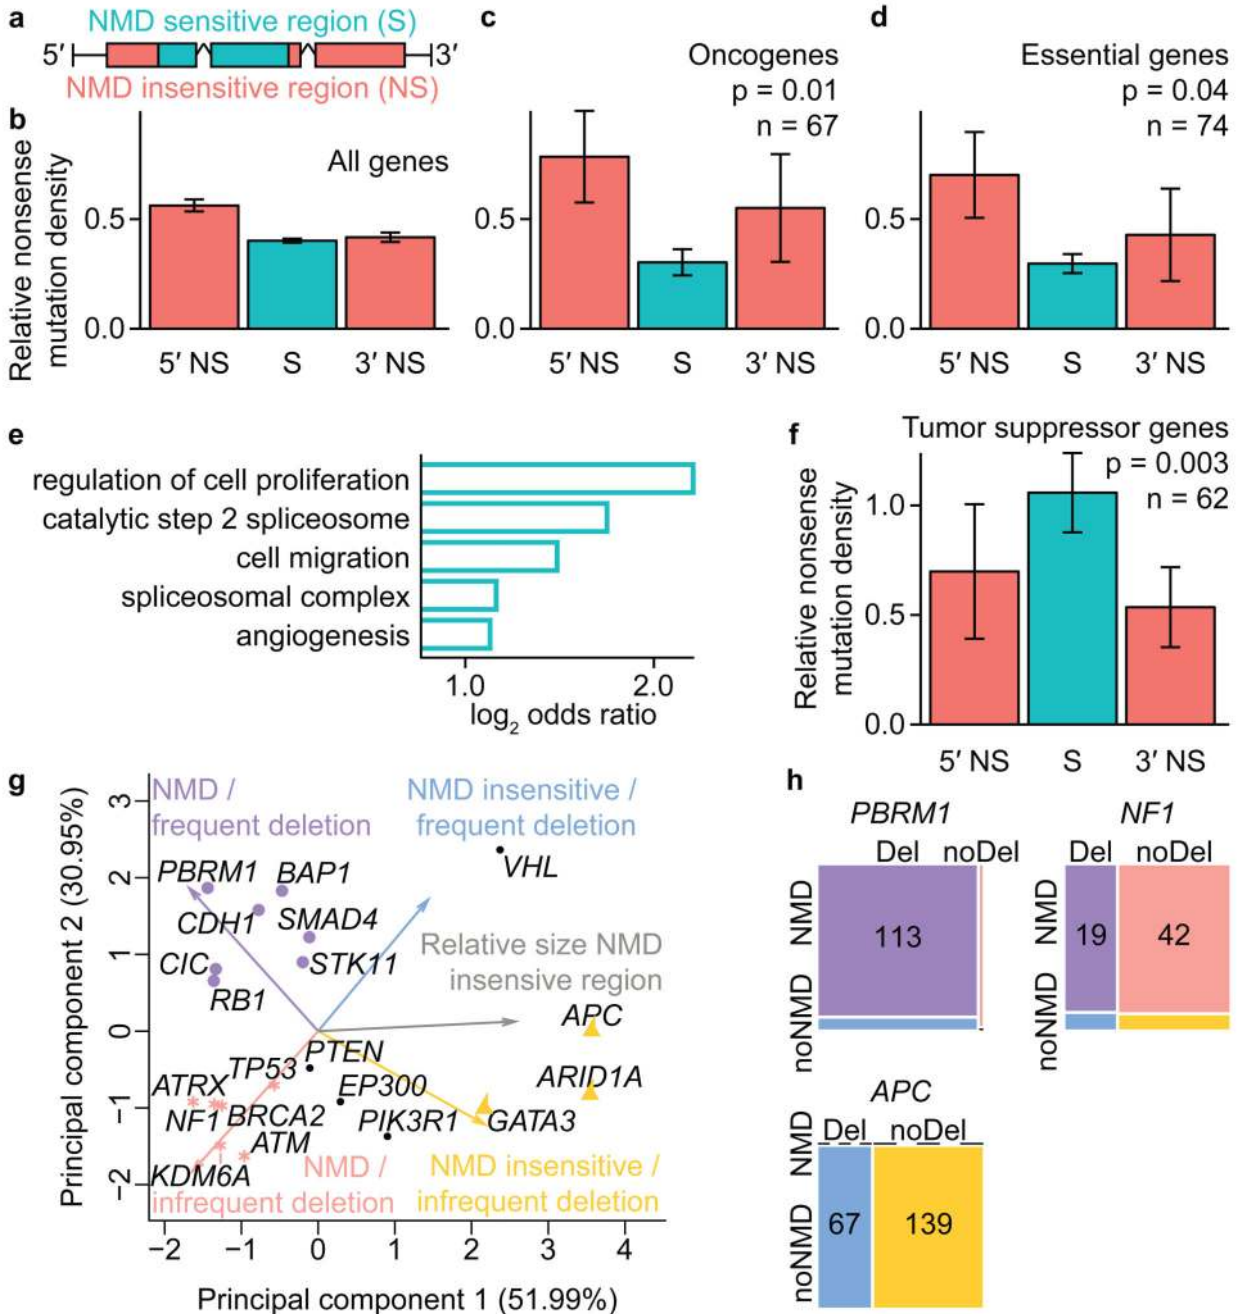 a
NMD sensitive region (S)
5′
3′
NMD insensitive region (NS)
b
Relative nonsense
mutation density
All genes
0.5
0.0
5′ NS
S
3′ NS
c
Oncogenes
p = 0.01
n = 67
0.5
0.0
5′ NS
S
3′ NS
d
Essential genes
p = 0.04
n = 74
0.5
0.0
5′ NS
S
3′ NS
e
regulation of cell proliferation
catalytic step 2 spliceosome
cell migration
spliceosomal complex
angiogenesis
1.0
2.0
log2 odds ratio
f
Tumor suppressor genes
p = 0.003
n = 62
Relative nonsense
mutation density
1.0
0.5
0.0
5′ NS
S
3′ NS
g
Principal component 2 (30.95%)
3
2
1
0
−1
−2
NMD /
frequent deletion
NMD insensitive /
frequent deletion
VHL
PBRM1
BAP1
CDH1
SMAD4
CIC
STK11
RB1
Relative size NMD
insensive region
APC
PTEN
TP53
ATRX
EP300
ARID1A
NF1
BRCA2
PIK3R1
GATA3
ATM
KDM6A
NMD /
infrequent deletion
NMD insensitive /
infrequent deletion
−2
−1
0
1
2
3
4
Principal component 1 (51.99%)
h
PBRM1
Del
noDel
NMD
noNMD
113
NF1
Del
noDel
NMD
noNMD
19
42
APC
Del
noDel
NMD
noNMD
67
139